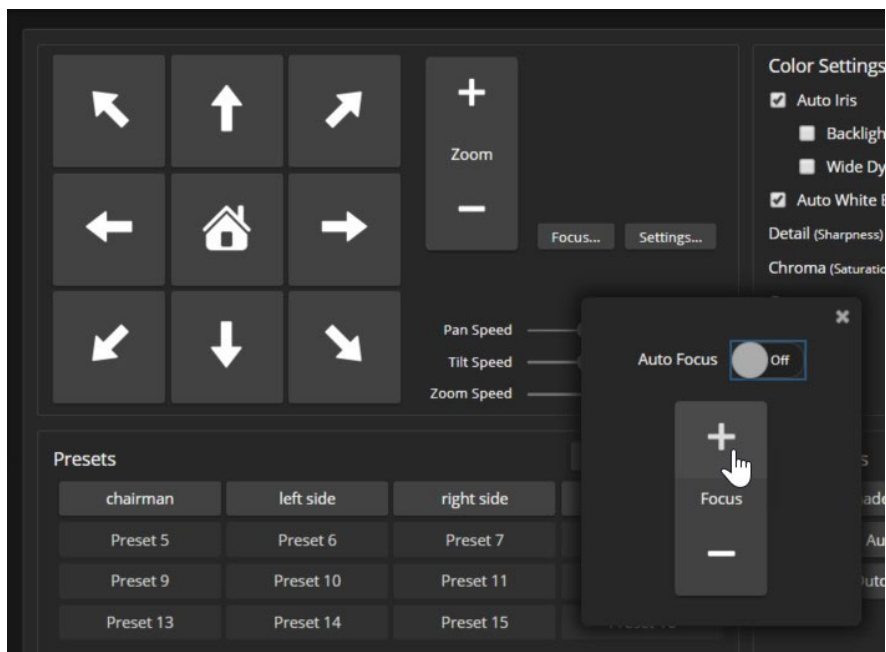 Color Settings
Auto Iris
Zoom
Wide
Auto White
Focus... Settings...
Detail (Sharpness)
Chroma
Pan Speed
Auto Focus Off
Tilt Speed
Zoom Speed
Presets
chairman left side right side
Focus
Preset 5 Preset 6 Preset 7
Preset 9 Preset 10 Preset 11
Preset 13 Preset 14 Preset 15